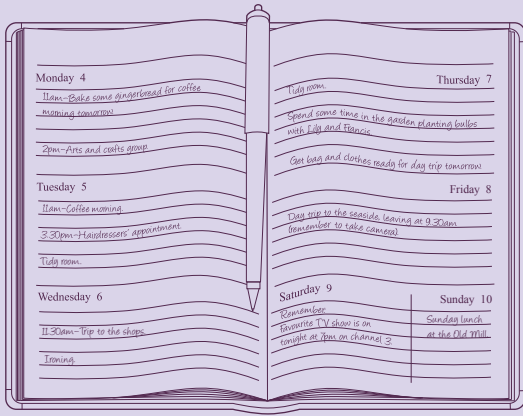 Monday 4
11am–Bake some gingerbread for coffee
morning tomorrow
2pm–Arts and crafts group.
Tuesday 5
11am–Coffee morning.
3.30pm–Hairdressers' appointment.
Tidy room.
Wednesday 6
11.30am–Trip to the shops.
Ironing.
Thursday 7
Tidy room.
Spend some time in the garden planting bulbs
with Lily and Francis.
Get bag and clothes ready for day trip tomorrow.
Friday 8
Day trip to the seaside, leaving at 9.30am
(remember to take camera).
Saturday 9
Remember
Favourite TV show is on
tonight at 7pm on channel 3.
Sunday 10
Sunday lunch
at the Old Mill.